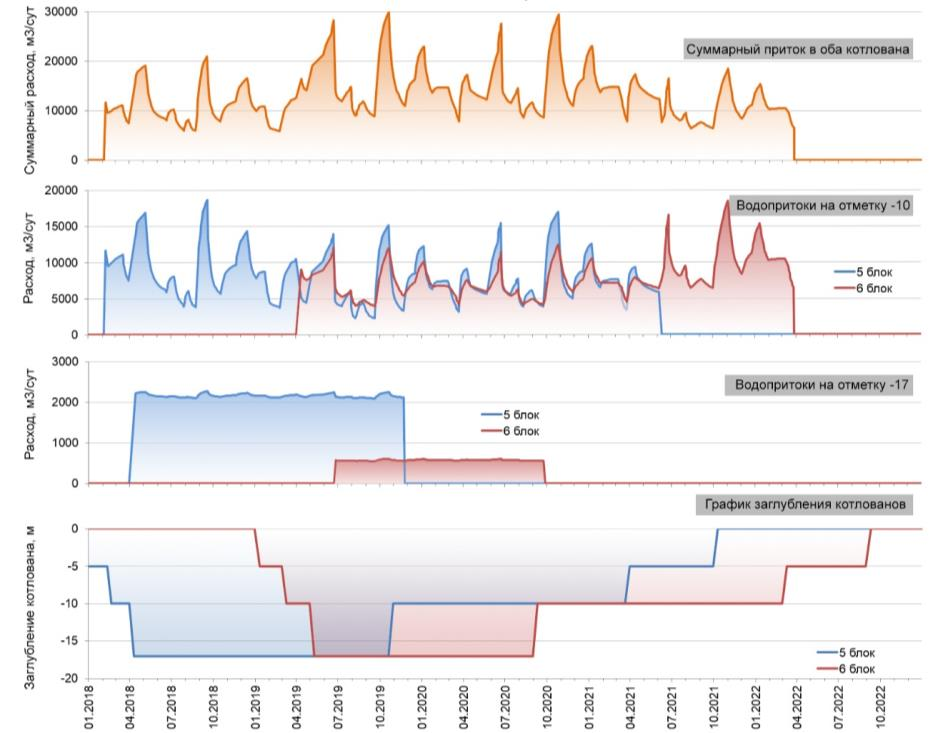 Суммарный расход, м3/сут
30000
20000
10000
0
Суммарный приток в оба котлована
Расход, м3/сут
20000
15000
10000
5000
0
Водопритоки на отметку -10
5 блок
6 блок
Расход, м3/сут
3000
2000
1000
0
Водопритоки на отметку -17
5 блок
6 блок
График заглубления котлованов
Заглубление котлована, м
0
-5
-10
-15
-20
5 блок
6 блок
01.2018
04.2018
07.2018
10.2018
01.2019
04.2019
07.2019
10.2019
01.2020
04.2020
07.2020
10.2020
01.2021
04.2021
07.2021
10.2021
01.2022
04.2022
07.2022
10.2022